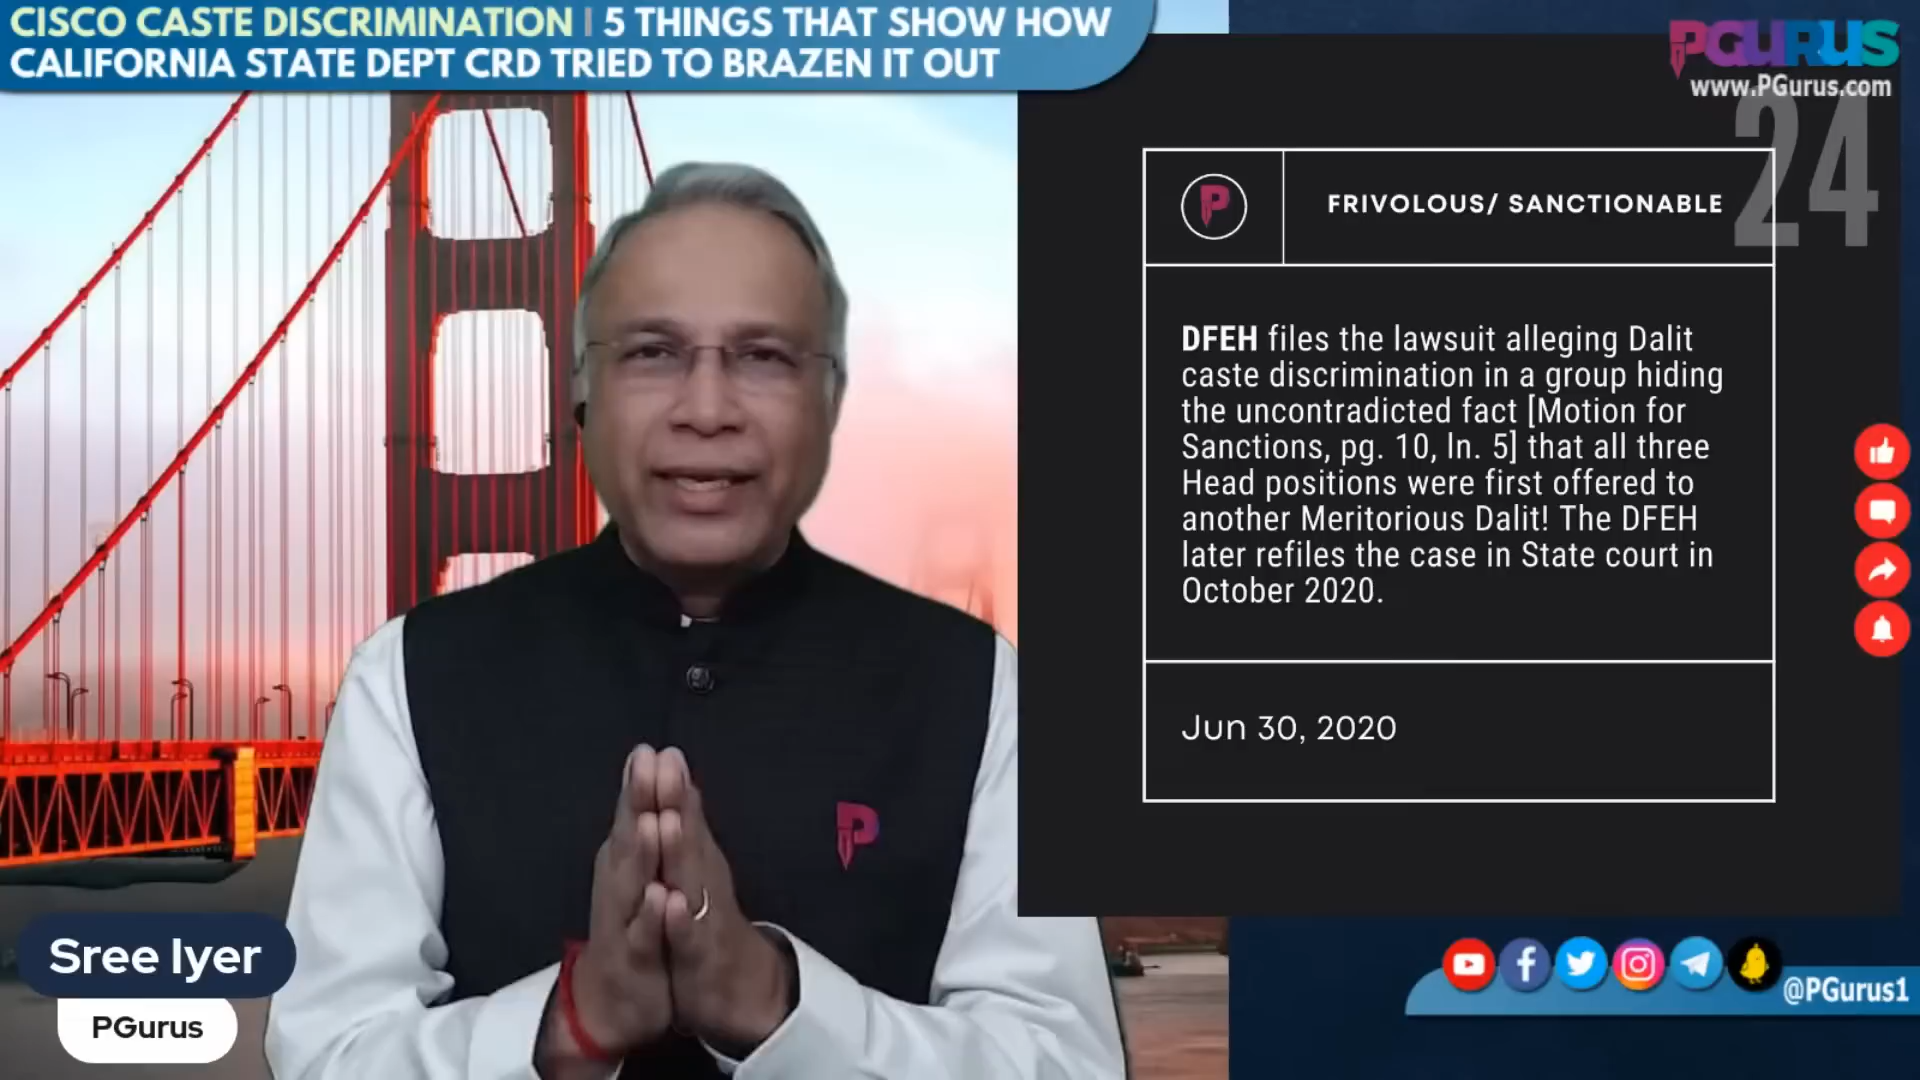 CISCO CASTE DISCRIMINATION | 5 THINGS THAT SHOW HOW
CALIFORNIA STATE DEPT CRD TRIED TO BRAZEN IT OUT
PGURUS
www.PGurus.com
24
P
FRIVOLOUS/ SANCTIONABLE
DFEH files the lawsuit alleging Dalit
caste discrimination in a group hiding
the uncontradicted fact [Motion for
Sanctions, pg. 10, ln. 5] that all three
Head positions were first offered to
another Meritorious Dalit! The DFEH
later refiles the case in State court in
October 2020.
Jun 30, 2020
P
Sree Iyer
PGurus
@PGurus1